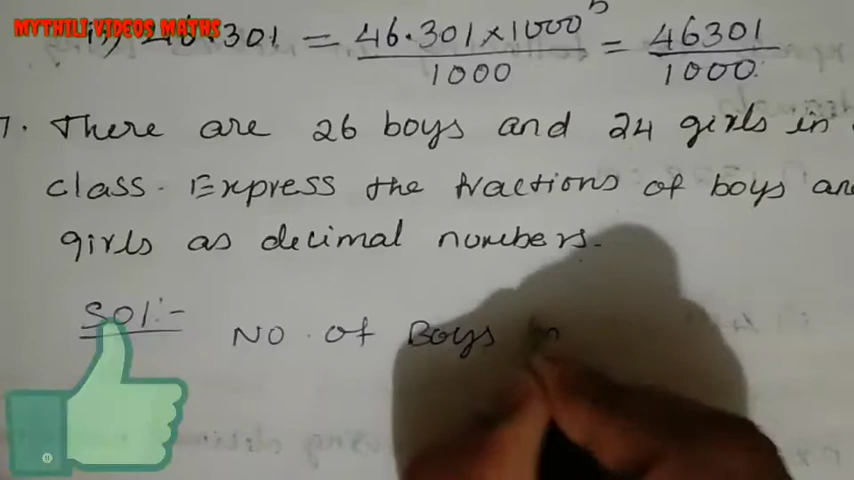 MYTHILI VIDEOS MATHS
.301 = 46.301×1000 / 1000 = 46301 / 1000
7. There are 26 boys and 24 girls in
class. Express the fractions of boys
girls as decimal numbers.
Sol:- No. of Boys